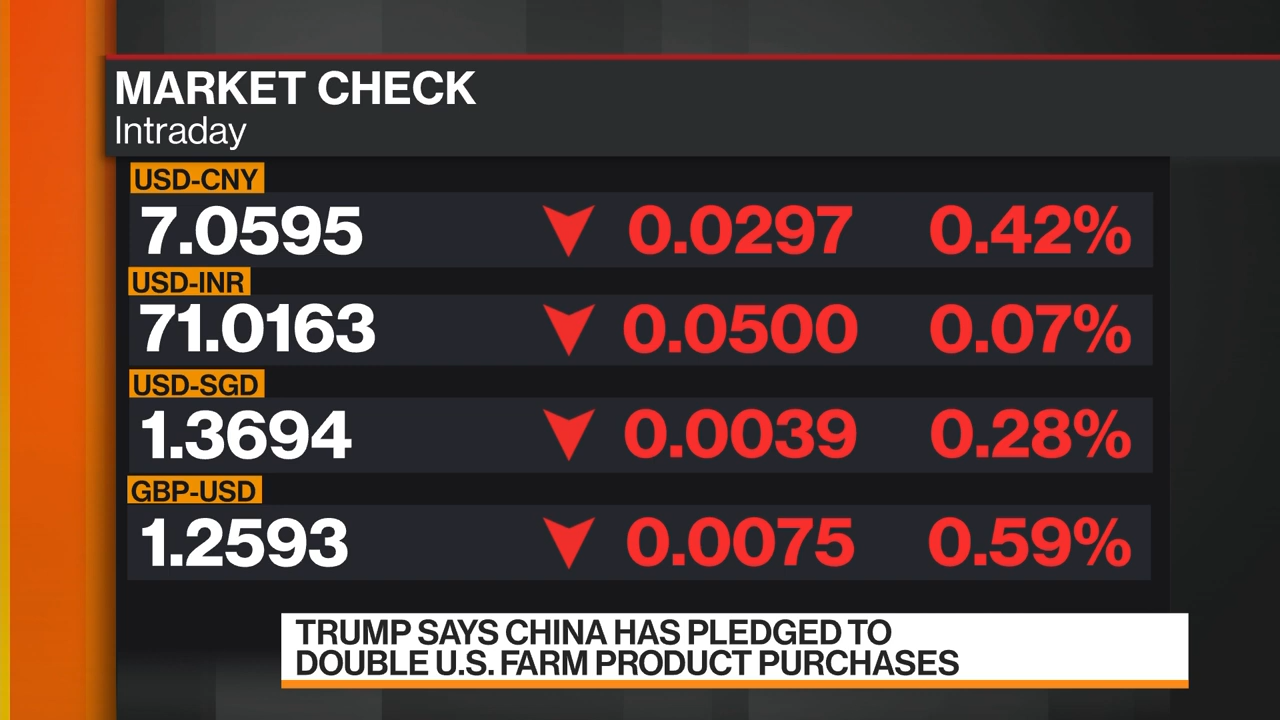 MARKET CHECK
Intraday
USD-CNY
7.0595 0.0297 0.42%
USD-INR
71.0163 0.0500 0.07%
USD-SGD
1.3694 0.0039 0.28%
GBP-USD
1.2593 0.0075 0.59%
TRUMP SAYS CHINA HAS PLEDGED TO
DOUBLE U.S. FARM PRODUCT PURCHASES